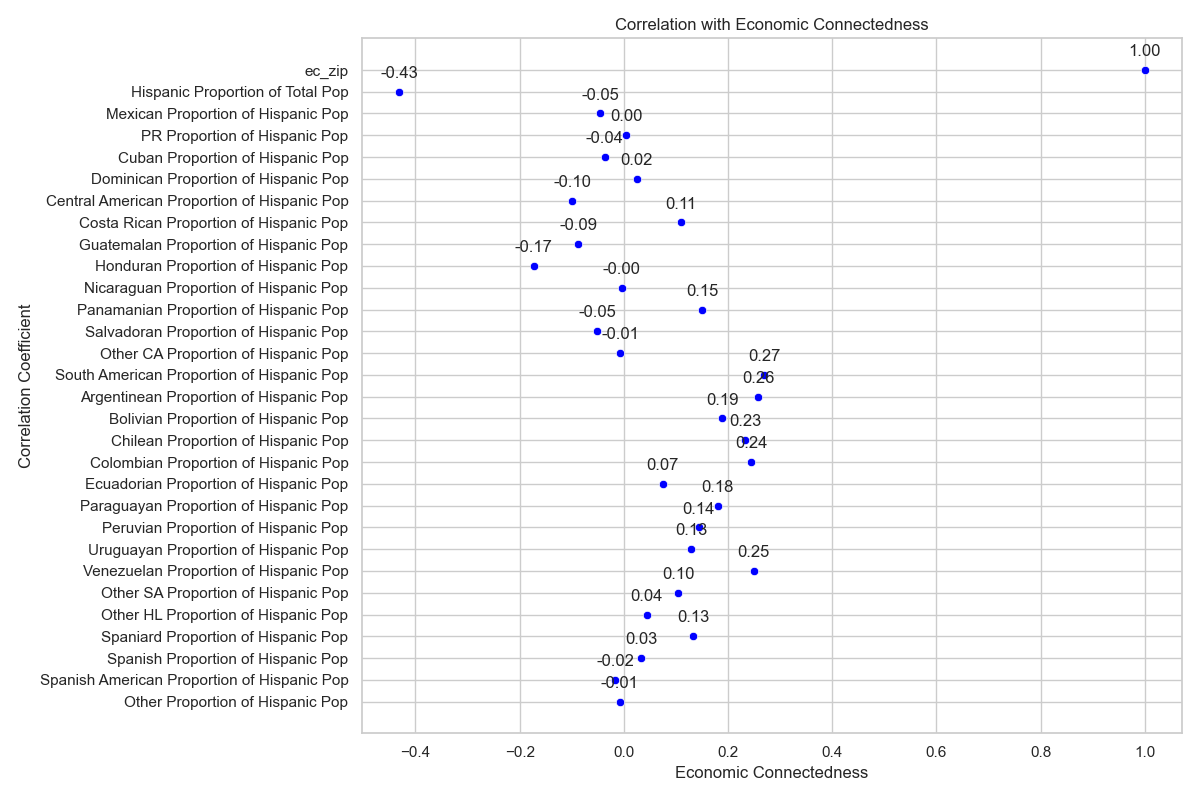 Correlation with Economic Connectedness
1.00
ec_zip
-0.43
Hispanic Proportion of Total Pop
-0.05
Mexican Proportion of Hispanic Pop
0.00
PR Proportion of Hispanic Pop
-0.04
Cuban Proportion of Hispanic Pop
0.02
Dominican Proportion of Hispanic Pop
-0.10
Central American Proportion of Hispanic Pop
0.11
Costa Rican Proportion of Hispanic Pop
-0.09
Guatemalan Proportion of Hispanic Pop
-0.17
Honduran Proportion of Hispanic Pop
-0.00
Nicaraguan Proportion of Hispanic Pop
0.15
Panamanian Proportion of Hispanic Pop
-0.05
Salvadoran Proportion of Hispanic Pop
-0.01
Other CA Proportion of Hispanic Pop
0.27
South American Proportion of Hispanic Pop
0.26
Argentinean Proportion of Hispanic Pop
0.19
Bolivian Proportion of Hispanic Pop
0.23
Chilean Proportion of Hispanic Pop
0.24
Colombian Proportion of Hispanic Pop
0.07
Ecuadorian Proportion of Hispanic Pop
0.18
Paraguayan Proportion of Hispanic Pop
0.14
Peruvian Proportion of Hispanic Pop
0.13
Uruguayan Proportion of Hispanic Pop
0.25
Venezuelan Proportion of Hispanic Pop
0.10
Other SA Proportion of Hispanic Pop
0.04
Other HL Proportion of Hispanic Pop
0.13
Spaniard Proportion of Hispanic Pop
0.03
Spanish Proportion of Hispanic Pop
-0.02
Spanish American Proportion of Hispanic Pop
-0.01
Other Proportion of Hispanic Pop
Correlation Coefficient
−0.4 −0.2 0.0 0.2 0.4 0.6 0.8 1.0
Economic Connectedness